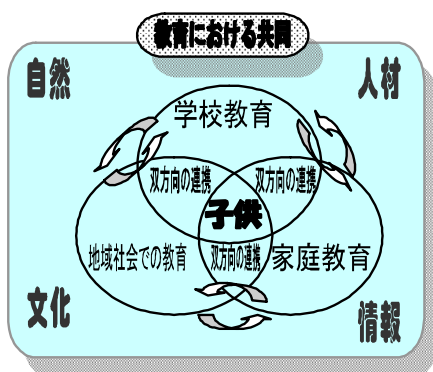 教育における共同
自然
人材
学校教育
双方向の連携
双方向の連携
子供
地域社会での教育
双方向の連携
家庭教育
文化
情報